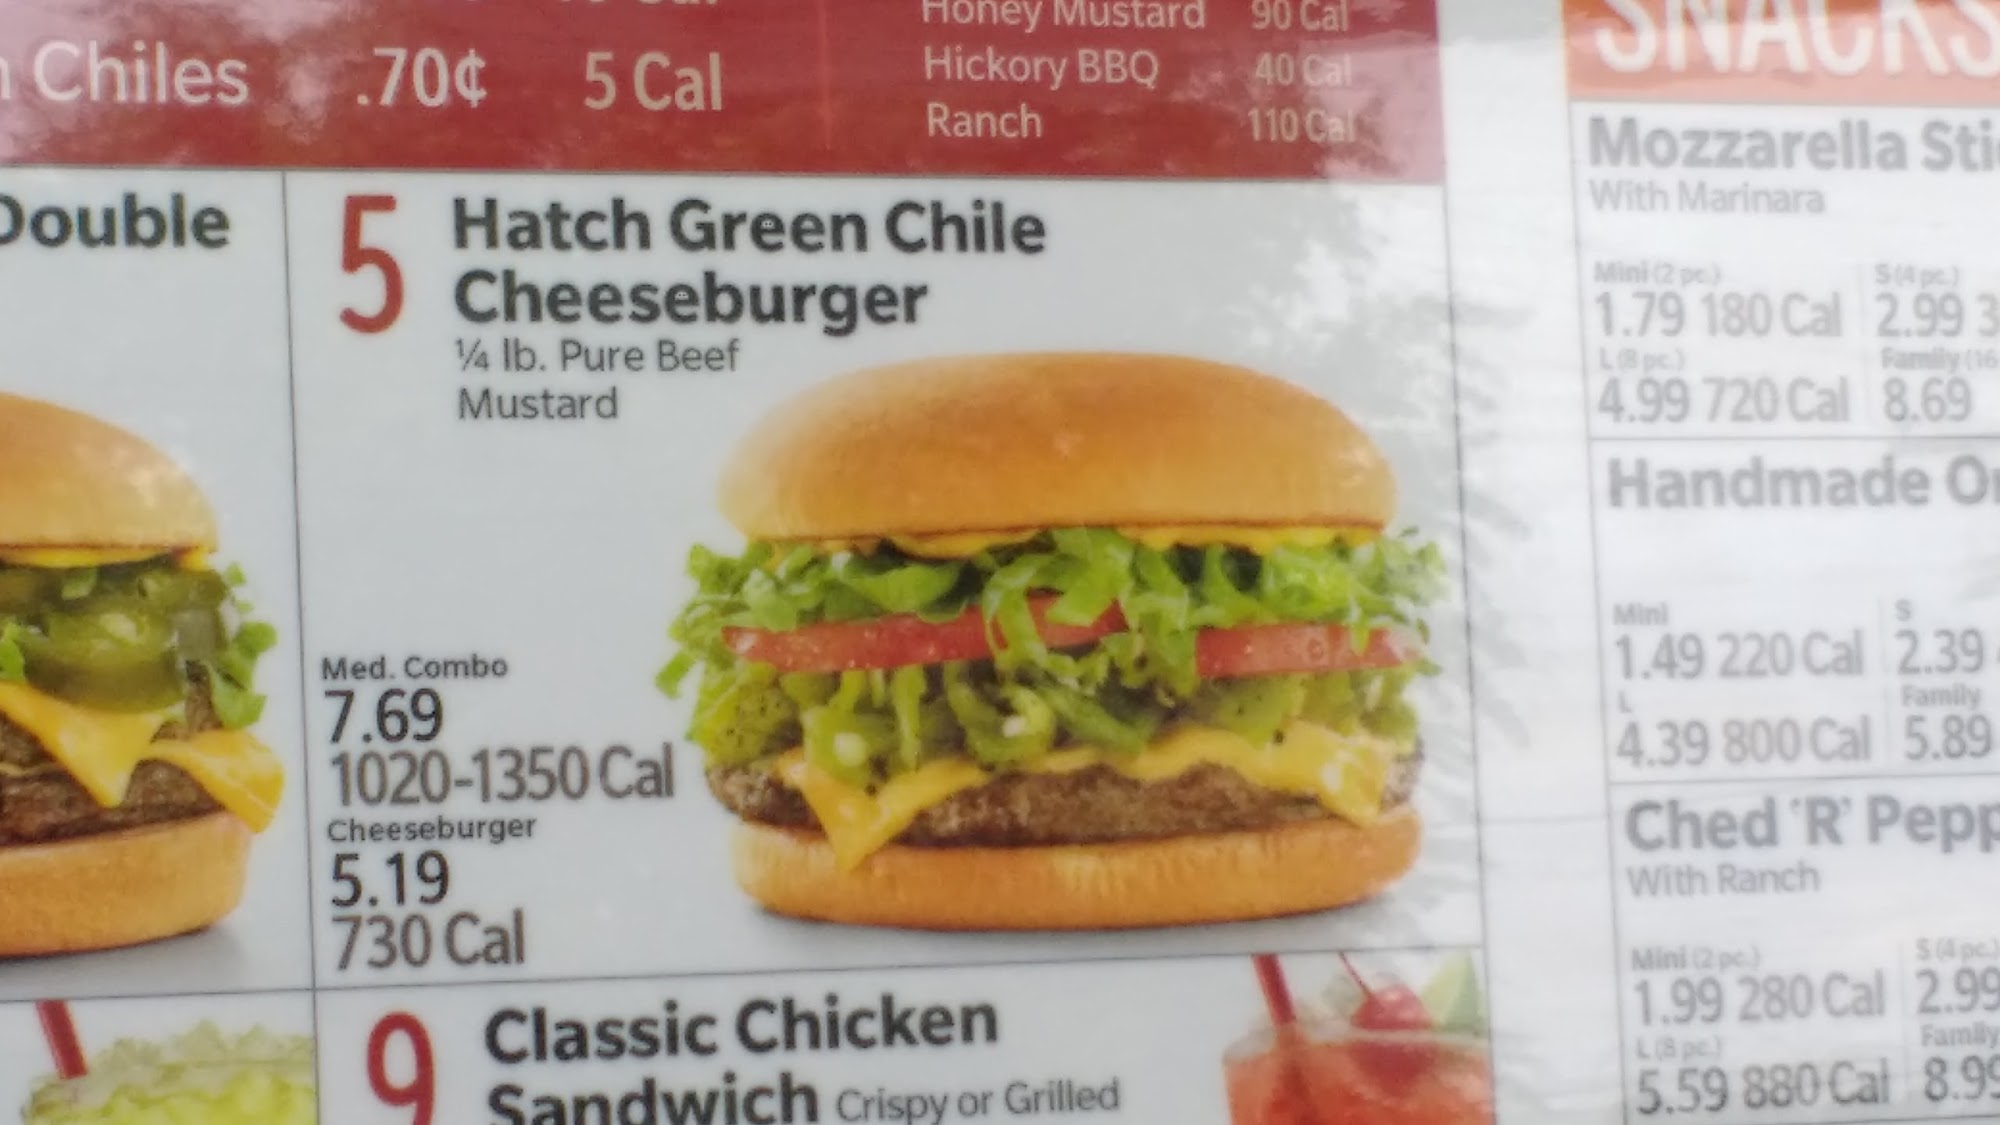 Honey Mustard 90 Cal
Chiles .70¢ 5 Cal
Hickory BBQ 40 Cal
Ranch 110 Cal
Double
5 Hatch Green Chile
Cheeseburger
¼ lb. Pure Beef
Mustard
Med. Combo
7.69
1020-1350 Cal
Cheeseburger
5.19
730 Cal
9 Classic Chicken
Sandwich Crispy or Grilled
SNACKS
Mozzarella Sti
With Marinara
Mini (2 pc.) S (4 pc.)
1.79 180 Cal 2.99 3
L (8 pc.) Family (16
4.99 720 Cal 8.69
Handmade On
Mini S
1.49 220 Cal 2.39
L Family
4.39 800 Cal 5.89
Ched 'R' Pepp
With Ranch
Mini (2 pc.) S (4 pc.)
1.99 280 Cal 2.99
L (8 pc.) Family
5.59 880 Cal 8.99